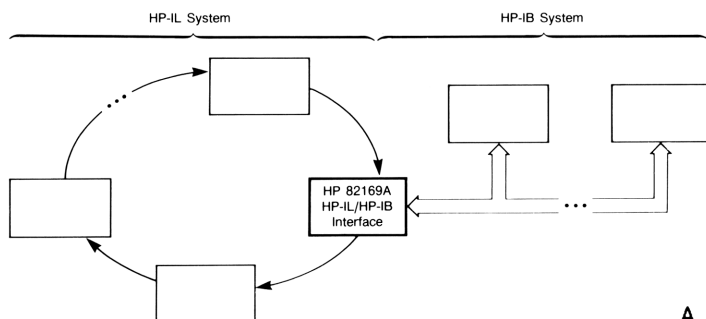 HP-IL System
HP-IB System
HP 82169A
HP-IL/HP-IB
Interface
A